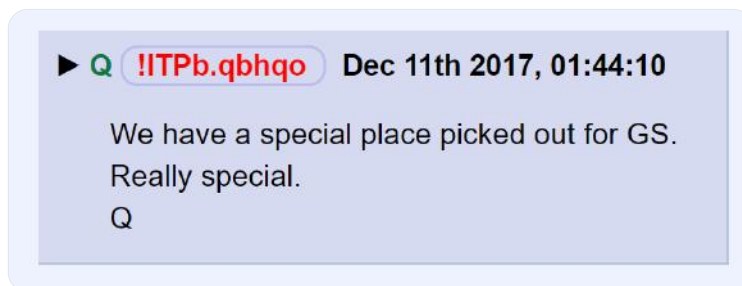 ▶ Q !ITPb.qbhqo Dec 11th 2017, 01:44:10
We have a special place picked out for GS.
Really special.
Q